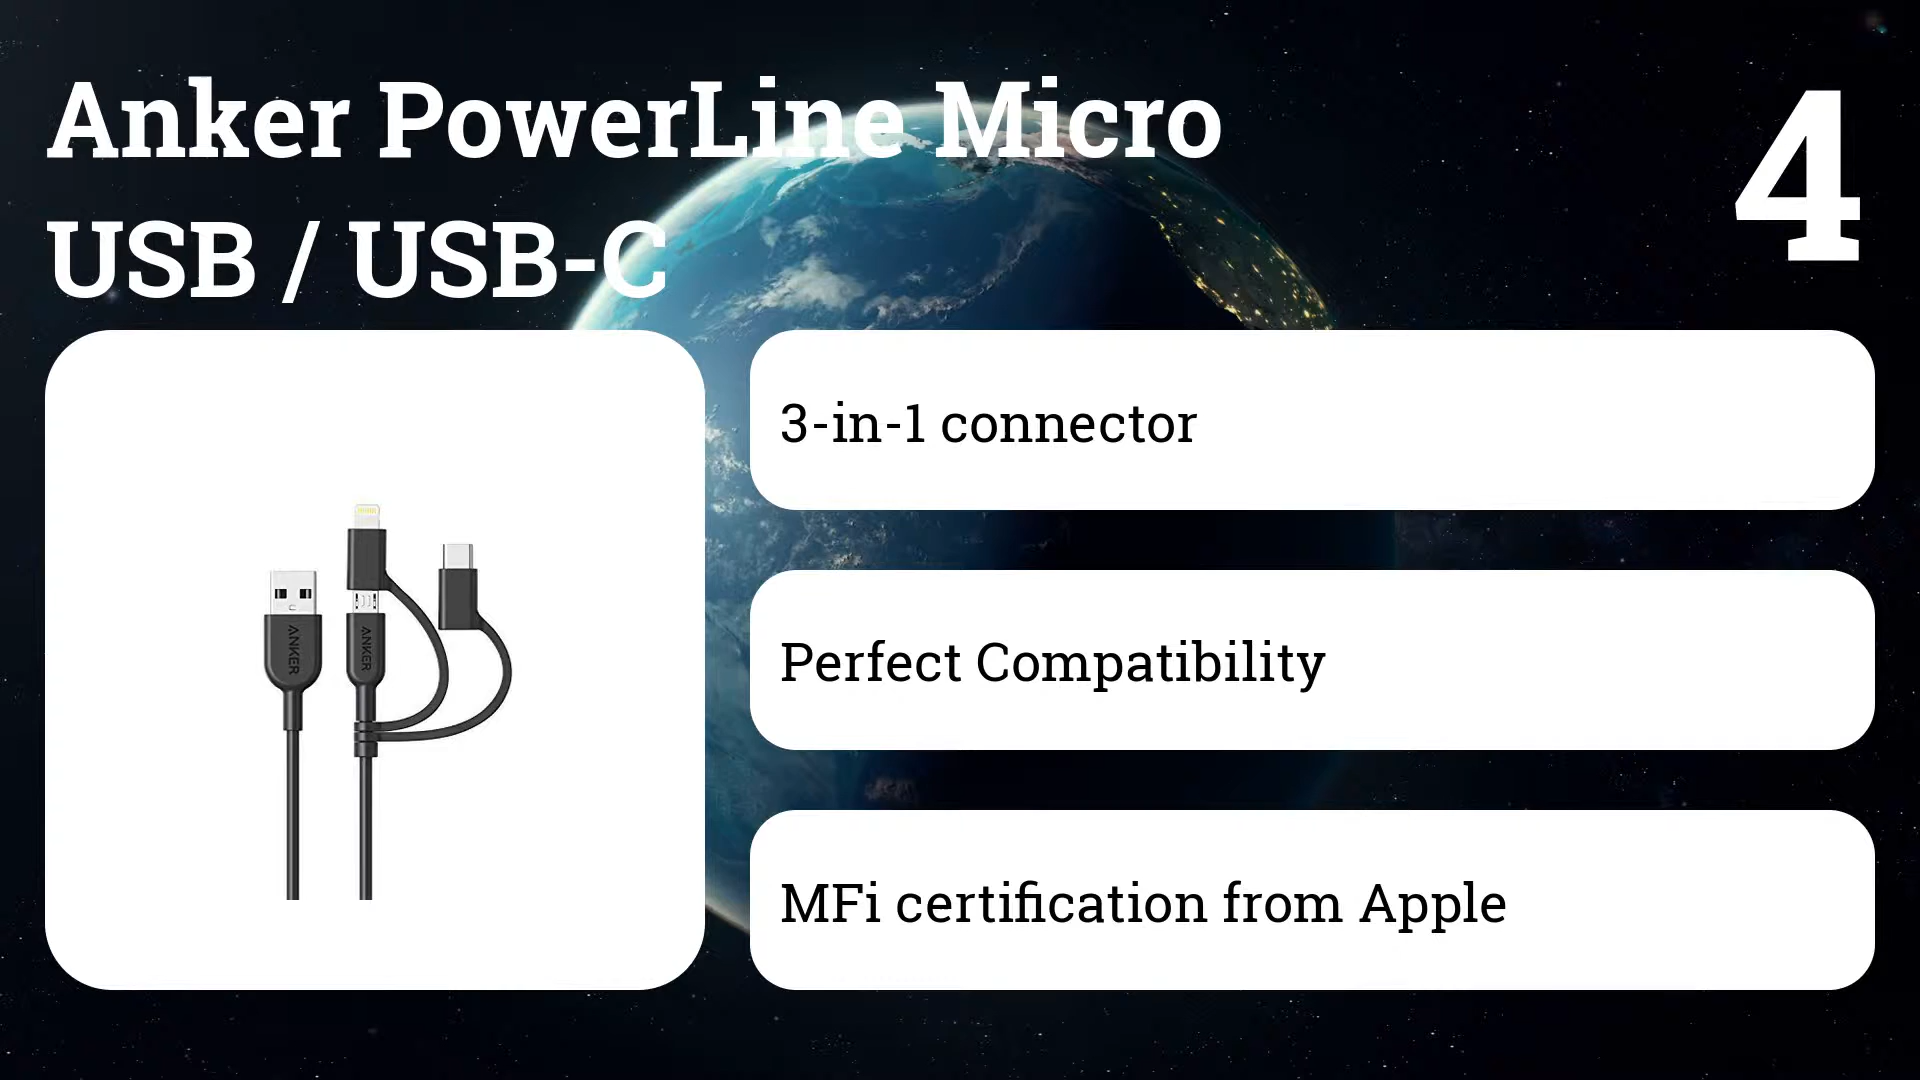 Anker PowerLine Micro
USB / USB-C
4
3-in-1 connector
Perfect Compatibility
MFi certification from Apple
ANKER
ANKER